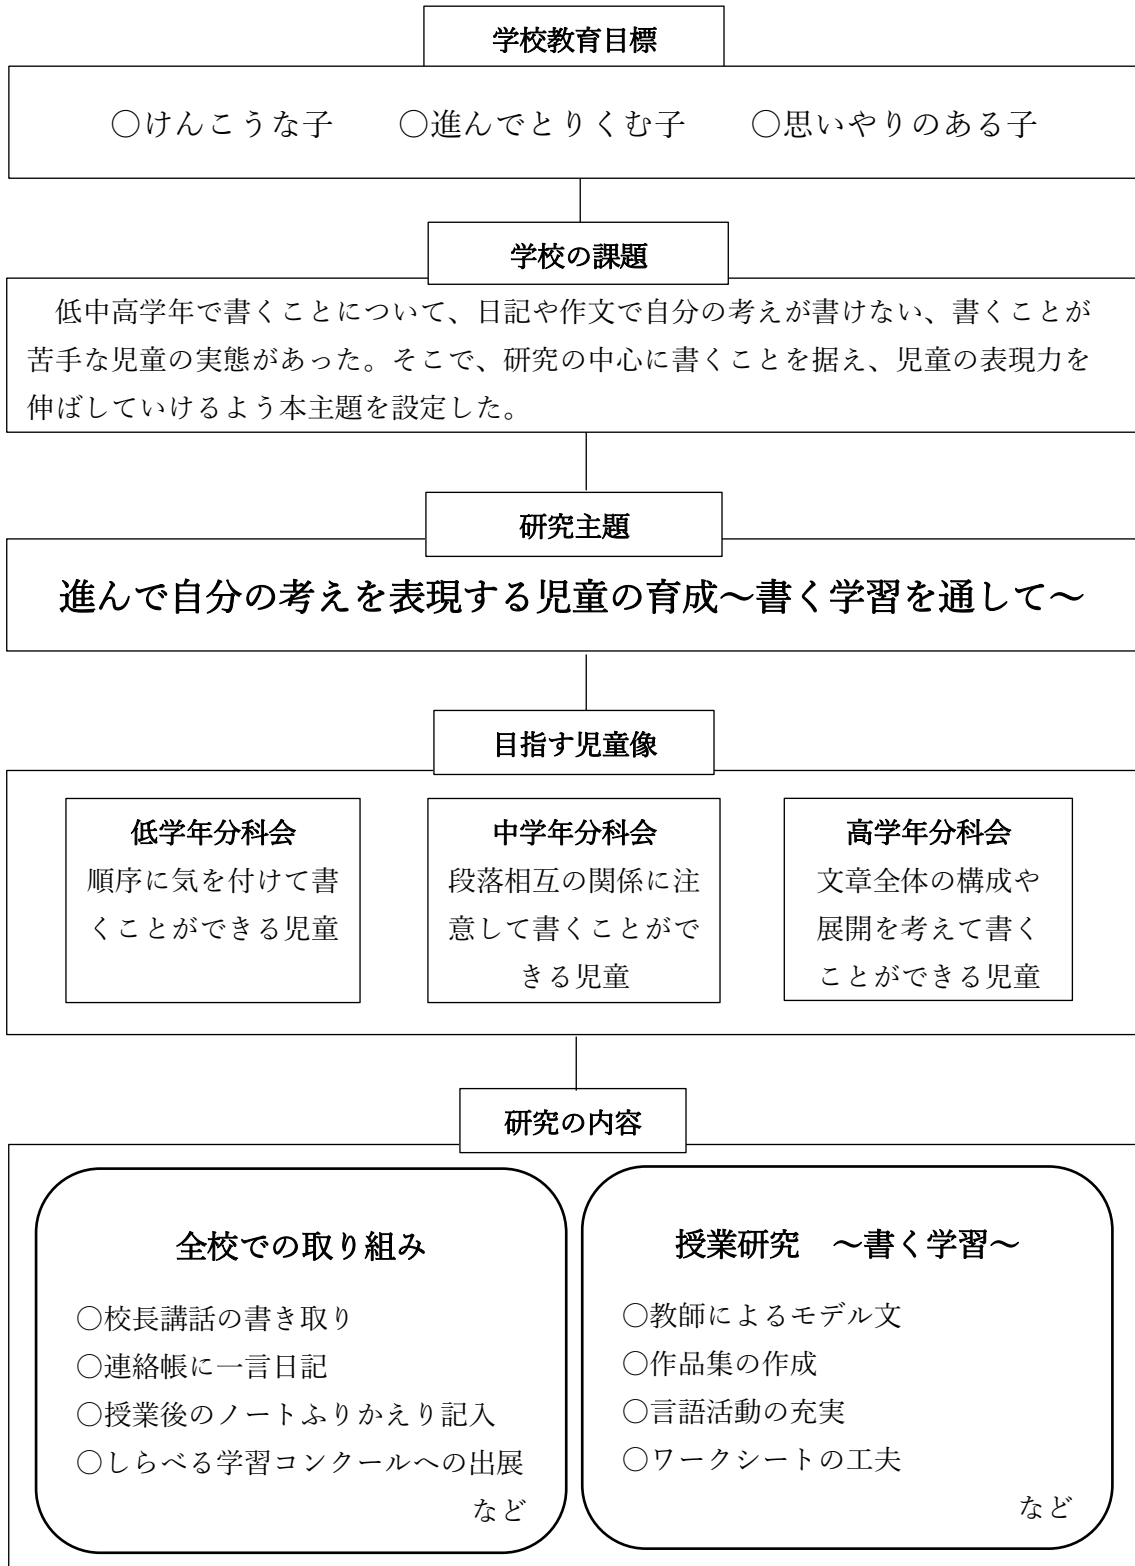 学校教育目標
○けんこうな子　○進んでとりくむ子　○思いやりのある子
学校の課題
低中高学年で書くことについて、日記や作文で自分の考えが書けない、書くことが
苦手な児童の実態があった。そこで、研究の中心に書くことを据え、児童の表現力を
伸ばしていけるよう本主題を設定した。
研究主題
進んで自分の考えを表現する児童の育成～書く学習を通して～
目指す児童像
低学年分科会
順序に気を付けて書
くことができる児童
中学年分科会
段落相互の関係に注
意して書くことがで
きる児童
高学年分科会
文章全体の構成や
展開を考えて書く
ことができる児童
研究の内容
全校での取り組み
○校長講話の書き取り
○連絡帳に一言日記
○授業後のノートふりかえり記入
○しらべる学習コンクールへの出展
など
授業研究　～書く学習～
○教師によるモデル文
○作品集の作成
○言語活動の充実
○ワークシートの工夫
など